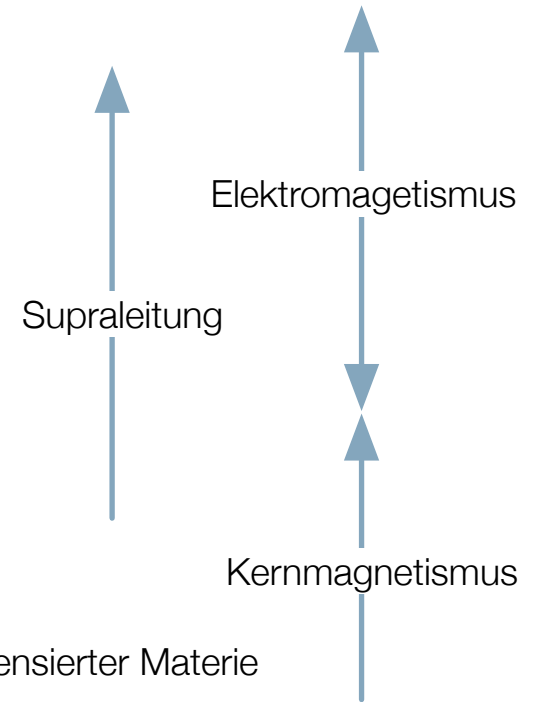 Elektromagetismus
Supraleitung
Kernmagnetismus
ensierter Materie